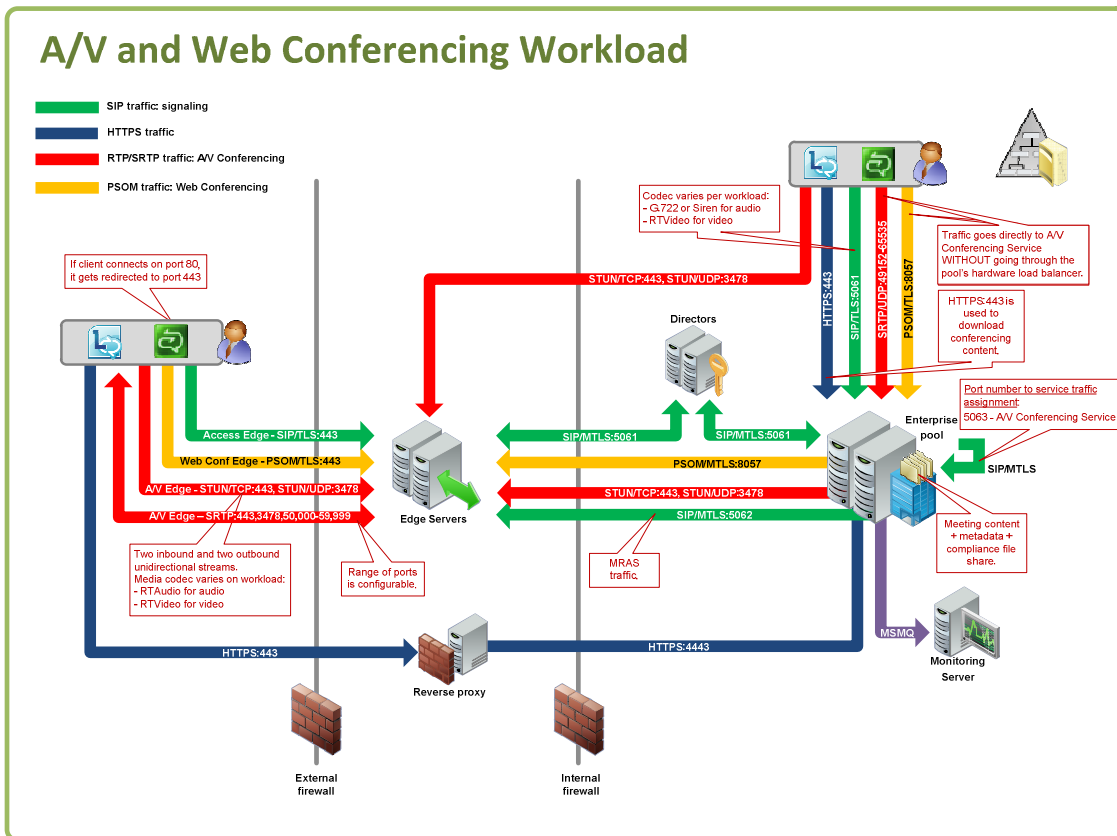 A/V and Web Conferencing Workload
SIP traffic: signaling
HTTPS traffic
RTP/SRTP traffic: A/V Conferencing
PSOM traffic: Web Conferencing
Codec varies per workload:
- G.722 or Siren for audio
- RTVideo for video
Traffic goes directly to A/V
Conferencing Service
WITHOUT going through the
pool's hardware load balancer.
If client connects on port 80,
it gets redirected to port 443
STUN/TCP:443, STUN/UDP:3478
HTTPS:443
SIP/TLS:5061
SRTP/UDP:49152-65535
PSOM/TLS:8057
HTTPS:443 is
used to
download
conferencing
content.
Directors
Port number to service traffic
assignment:
5063 - A/V Conferencing Service
Enterprise
pool
SIP/MTLS
Access Edge - SIP/TLS:443
SIP/MTLS:5061
SIP/MTLS:5061
Web Conf Edge - PSOM/TLS:443
PSOM/MTLS:8057
A/V Edge - STUN/TCP:443, STUN/UDP:3478
STUN/TCP:443, STUN/UDP:3478
A/V Edge – SRTP:443,3478,50,000-59,999
Edge Servers
SIP/MTLS:5062
Meeting content
+ metadata +
compliance file
share.
Two inbound and two outbound
unidirectional streams.
Media codec varies on workload:
- RTAudio for audio
- RTVideo for video
Range of ports
is configurable.
MRAS
traffic.
MSMQ
HTTPS:443
HTTPS:4443
Reverse proxy
Monitoring
Server
External
firewall
Internal
firewall